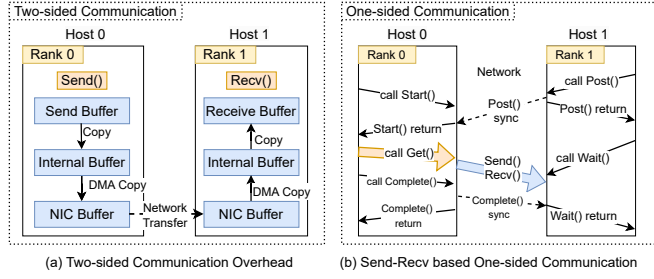 Two-sided Communication
Host 0
Host 1
Rank 0
Rank 1
Send()
Recv()
Send Buffer
Receive Buffer
Copy
Copy
Internal Buffer
Internal Buffer
DMA Copy
DMA Copy
NIC Buffer
Network
Transfer
NIC Buffer
(a) Two-sided Communication Overhead
One-sided Communication
Host 0
Host 1
Rank 0
Rank 1
Network
call Start()
call Post()
Post()
sync
Post() return
Start() return
call Get()
Send()
Recv()
call Wait()
call Complete()
Complete()
sync
Complete()
return
Wait() return
(b) Send-Recv based One-sided Communication